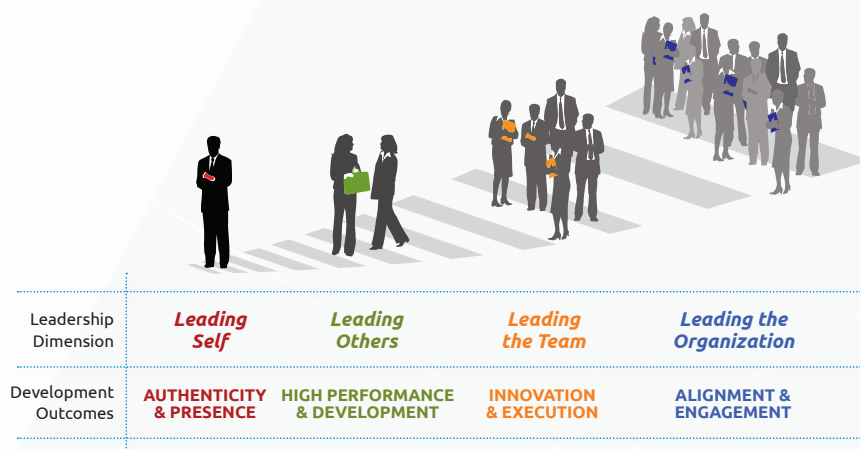 Leadership
Dimension
Leading
Self
Leading
Others
Leading
the Team
Leading the
Organization
Development
Outcomes
AUTHENTICITY
& PRESENCE
HIGH PERFORMANCE
& DEVELOPMENT
INNOVATION
& EXECUTION
ALIGNMENT &
ENGAGEMENT